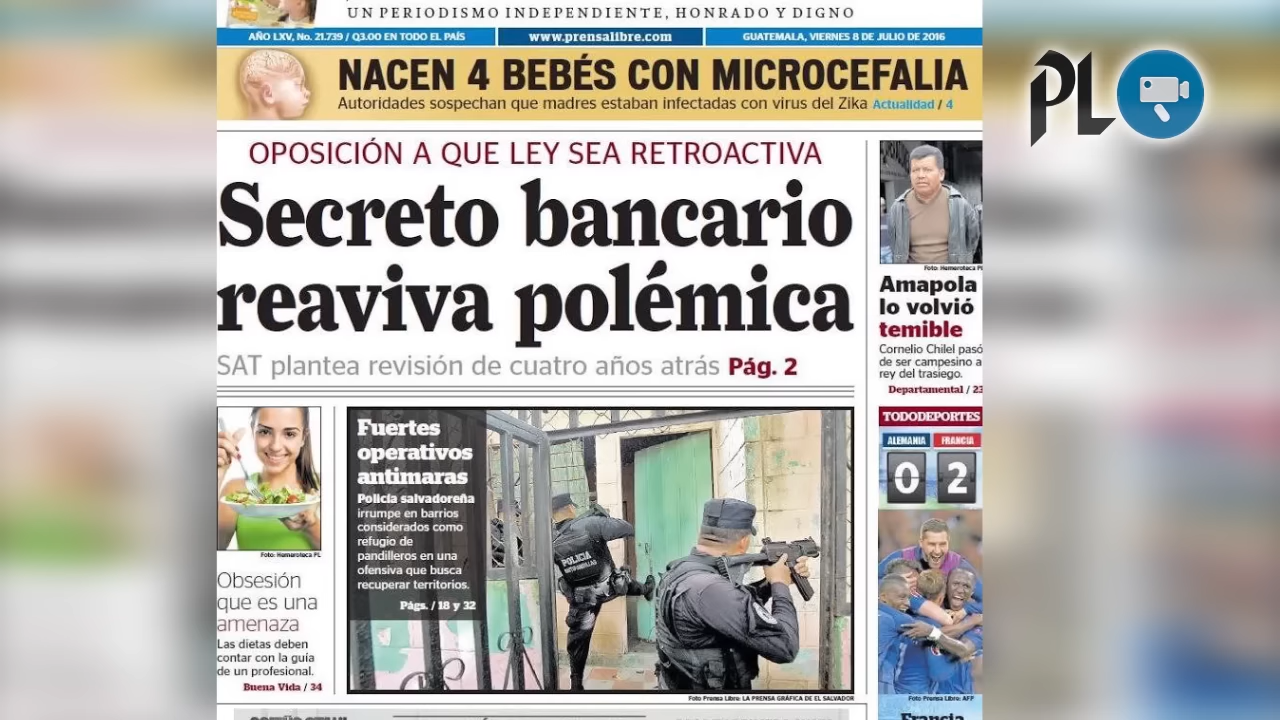 UN PERIODISMO INDEPENDIENTE, HONRADO Y DIGNO
AÑO LXV, No. 21.739 / Q3.00 EN TODO EL PAÍS
www.prensalibre.com
GUATEMALA, VIERNES 8 DE JULIO DE 2016
NACEN 4 BEBÉS CON MICROCEFALIA
Autoridades sospechan que madres estaban infectadas con virus del Zika Actualidad / 4
PL
OPOSICIÓN A QUE LEY SEA RETROACTIVA
Secreto bancario
reaviva polémica
SAT plantea revisión de cuatro años atrás Pág. 2
Foto: Hemeroteca PL
Amapola
lo volvió
temible
Cornelio Chilel pasó
de ser campesino a
rey del trasiego.
Departamental / 23
Foto: Hemeroteca PL
Obsesión
que es una
amenaza
Las dietas deben
contar con la guía
de un profesional.
Buena Vida / 34
Fuertes
operativos
antimaras
Policía salvadoreña
irrumpe en barrios
considerados como
refugio de
pandilleros en una
ofensiva que busca
recuperar territorios.
Págs. / 18 y 32
POLICIA
Foto Prensa Libre: LA PRENSA GRÁFICA DE EL SALVADOR
TODODEPORTES
ALEMANIA FRANCIA
0 2
Foto Prensa Libre: AFP
Francia